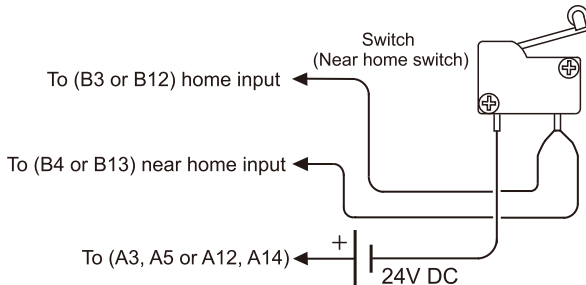 Switch
(Near home switch)
To (B3 or B12) home input
To (B4 or B13) near home input
To (A3, A5 or A12, A14)
+
24V DC